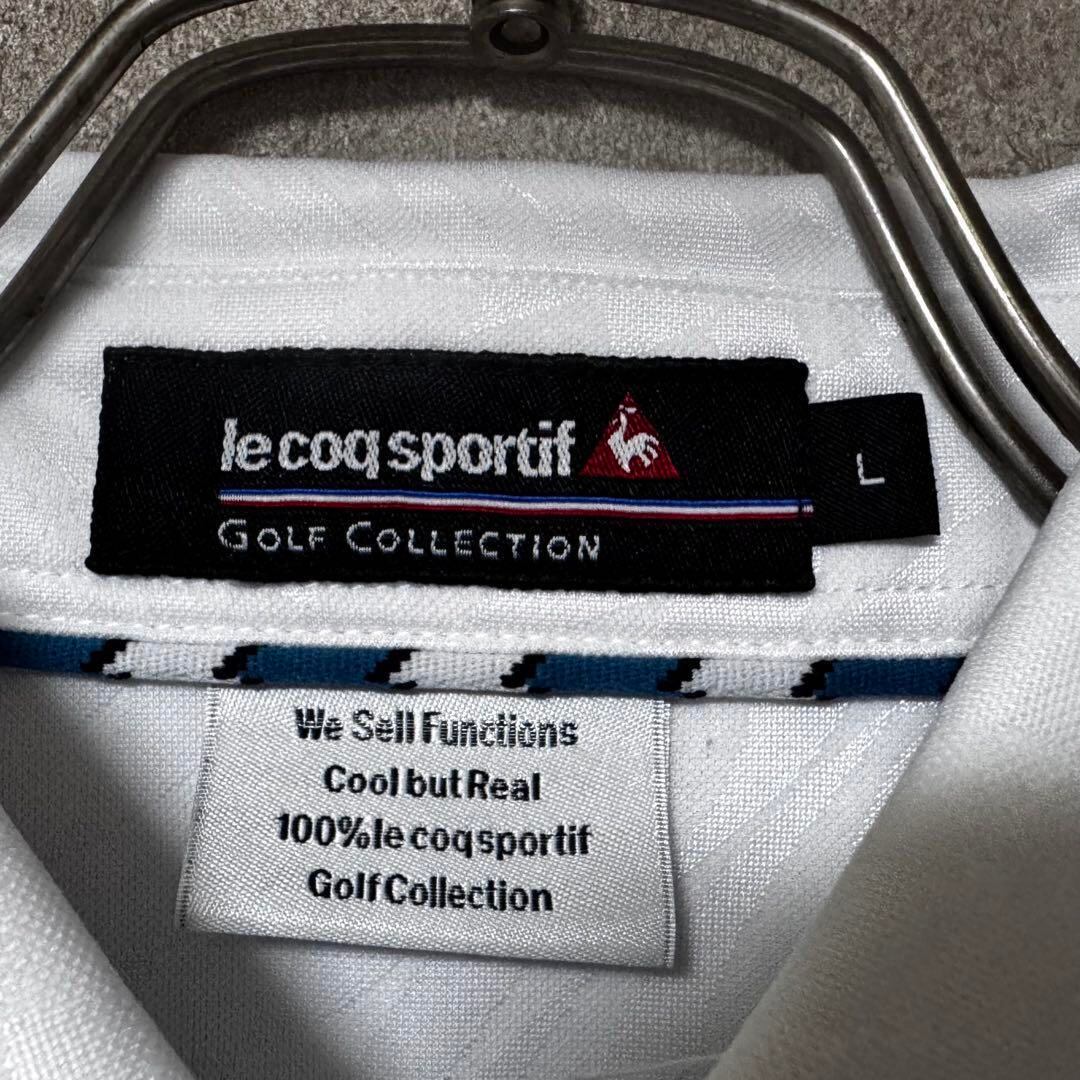 le coq sportif
GOLF COLLECTION
L
We Sell Functions
Cool but Real
100% le coq sportif
Golf Collection